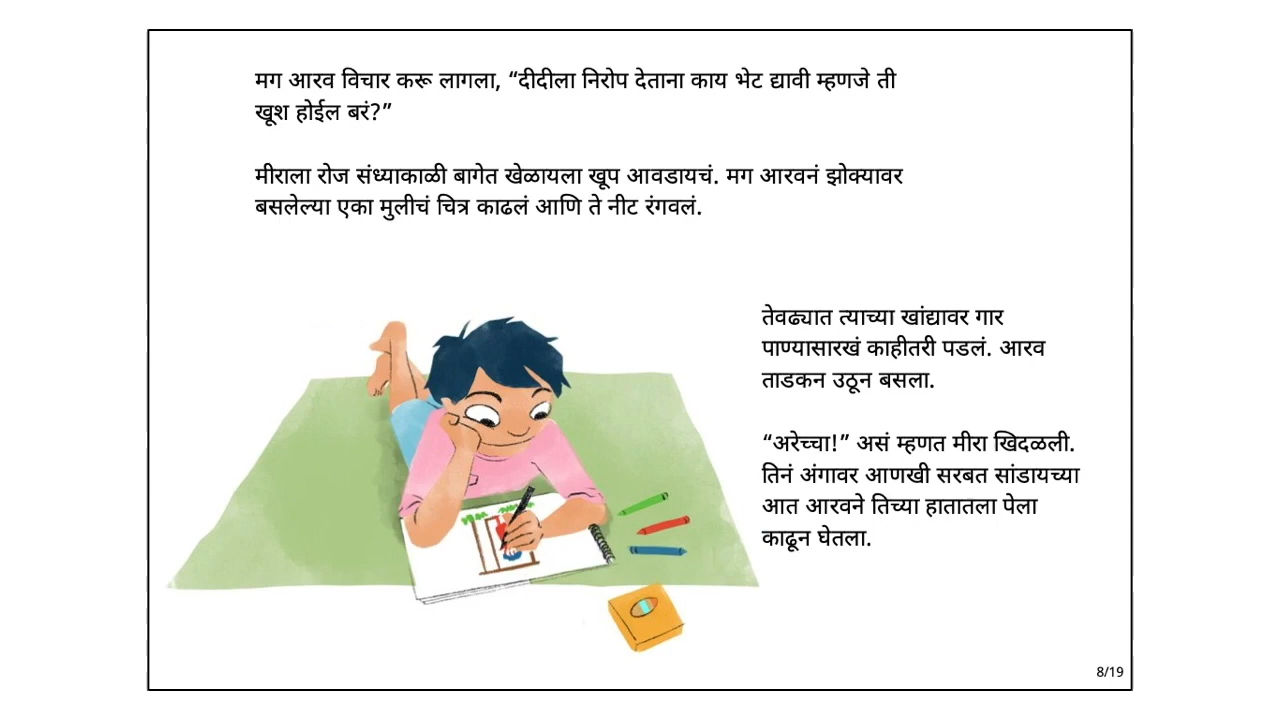 मग आरव विचार करू लागला, “दीदीला निरोप देताना काय भेट द्यावी म्हणजे ती
खूश होईल बरं?”
मीराला रोज संध्याकाळी बागेत खेळायला खूप आवडायचं. मग आरवनं झोक्यावर
बसलेल्या एका मुलीचं चित्र काढलं आणि ते नीट रंगवलं.
तेवढ्यात त्याच्या खांद्यावर गार
पाण्यासारखं काहीतरी पडलं. आरव
ताडकन उठून बसला.
“अरेच्चा!” असं म्हणत मीरा खिदळली.
तिनं अंगावर आणखी सरबत सांडायच्या
आत आरवने तिच्या हातातला पेला
काढून घेतला.
8/19